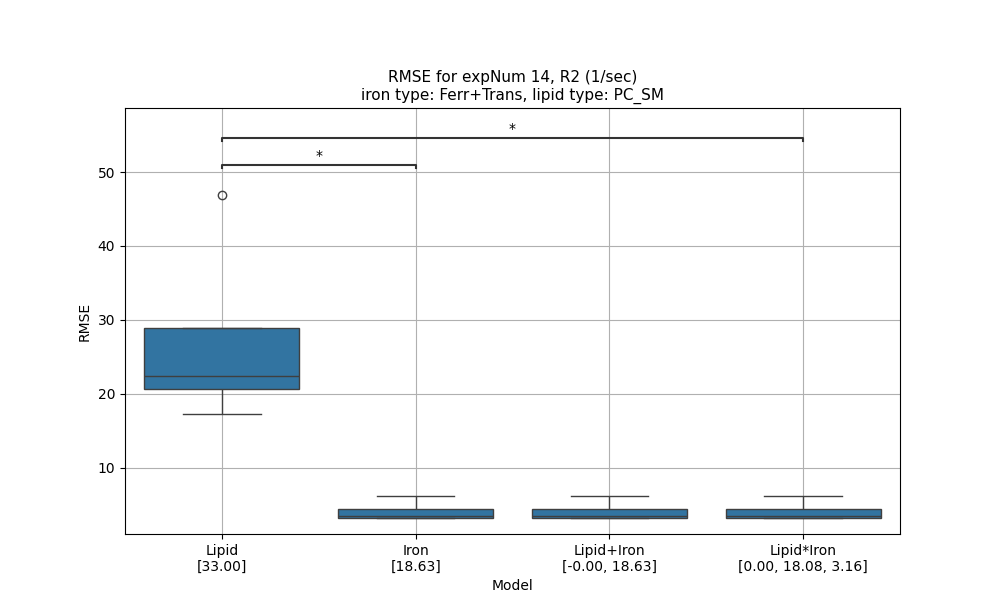 RMSE for expNum 14, R2 (1/sec)
iron type: Ferr+Trans, lipid type: PC_SM
*
*
50
40
30
20
10
RMSE
Lipid
[33.00]
Iron
[18.63]
Lipid+Iron
[-0.00, 18.63]
Lipid*Iron
[0.00, 18.08, 3.16]
Model